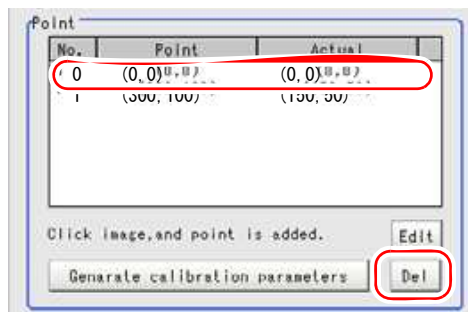 Point
No. Point Actual
0 (0, 0) (0, 0)
1 (300, 100) (150, 50)
Click image,and point is added. Edit
Genarate calibration parameters Del